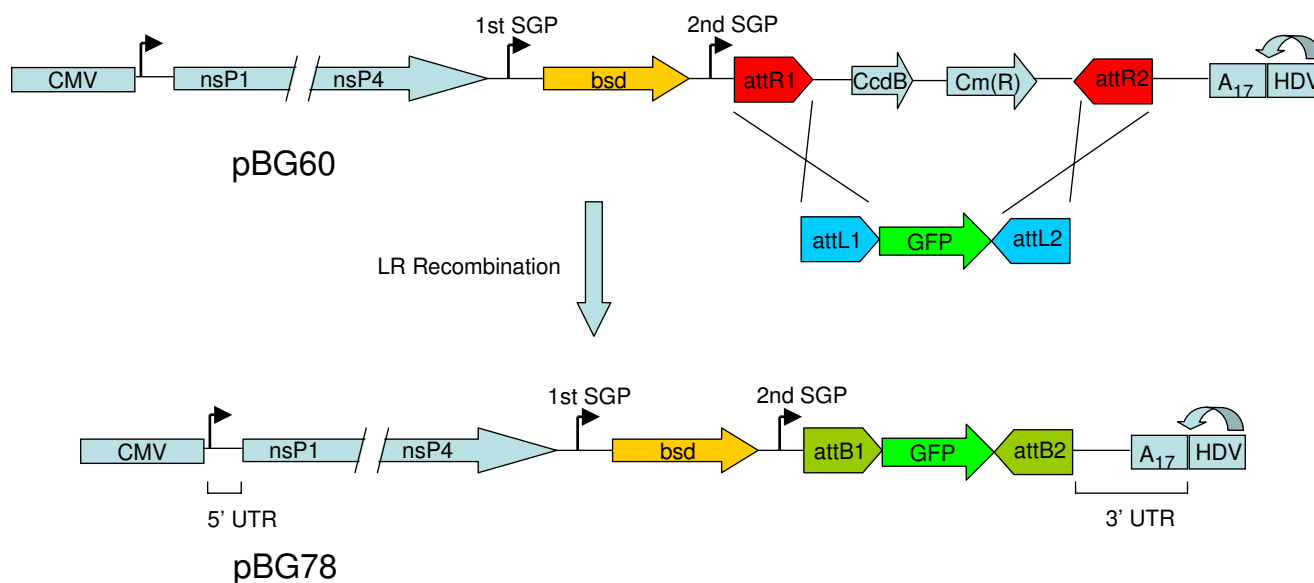 1st SGP 2nd SGP
CMV nsP1 nsP4 bsd attR1 CcdB Cm(R) attR2 A17 HDV
pBG60
attL1 GFP attL2
LR Recombination
1st SGP 2nd SGP
CMV nsP1 nsP4 bsd attB1 GFP attB2 A17 HDV
5' UTR 3' UTR
pBG78